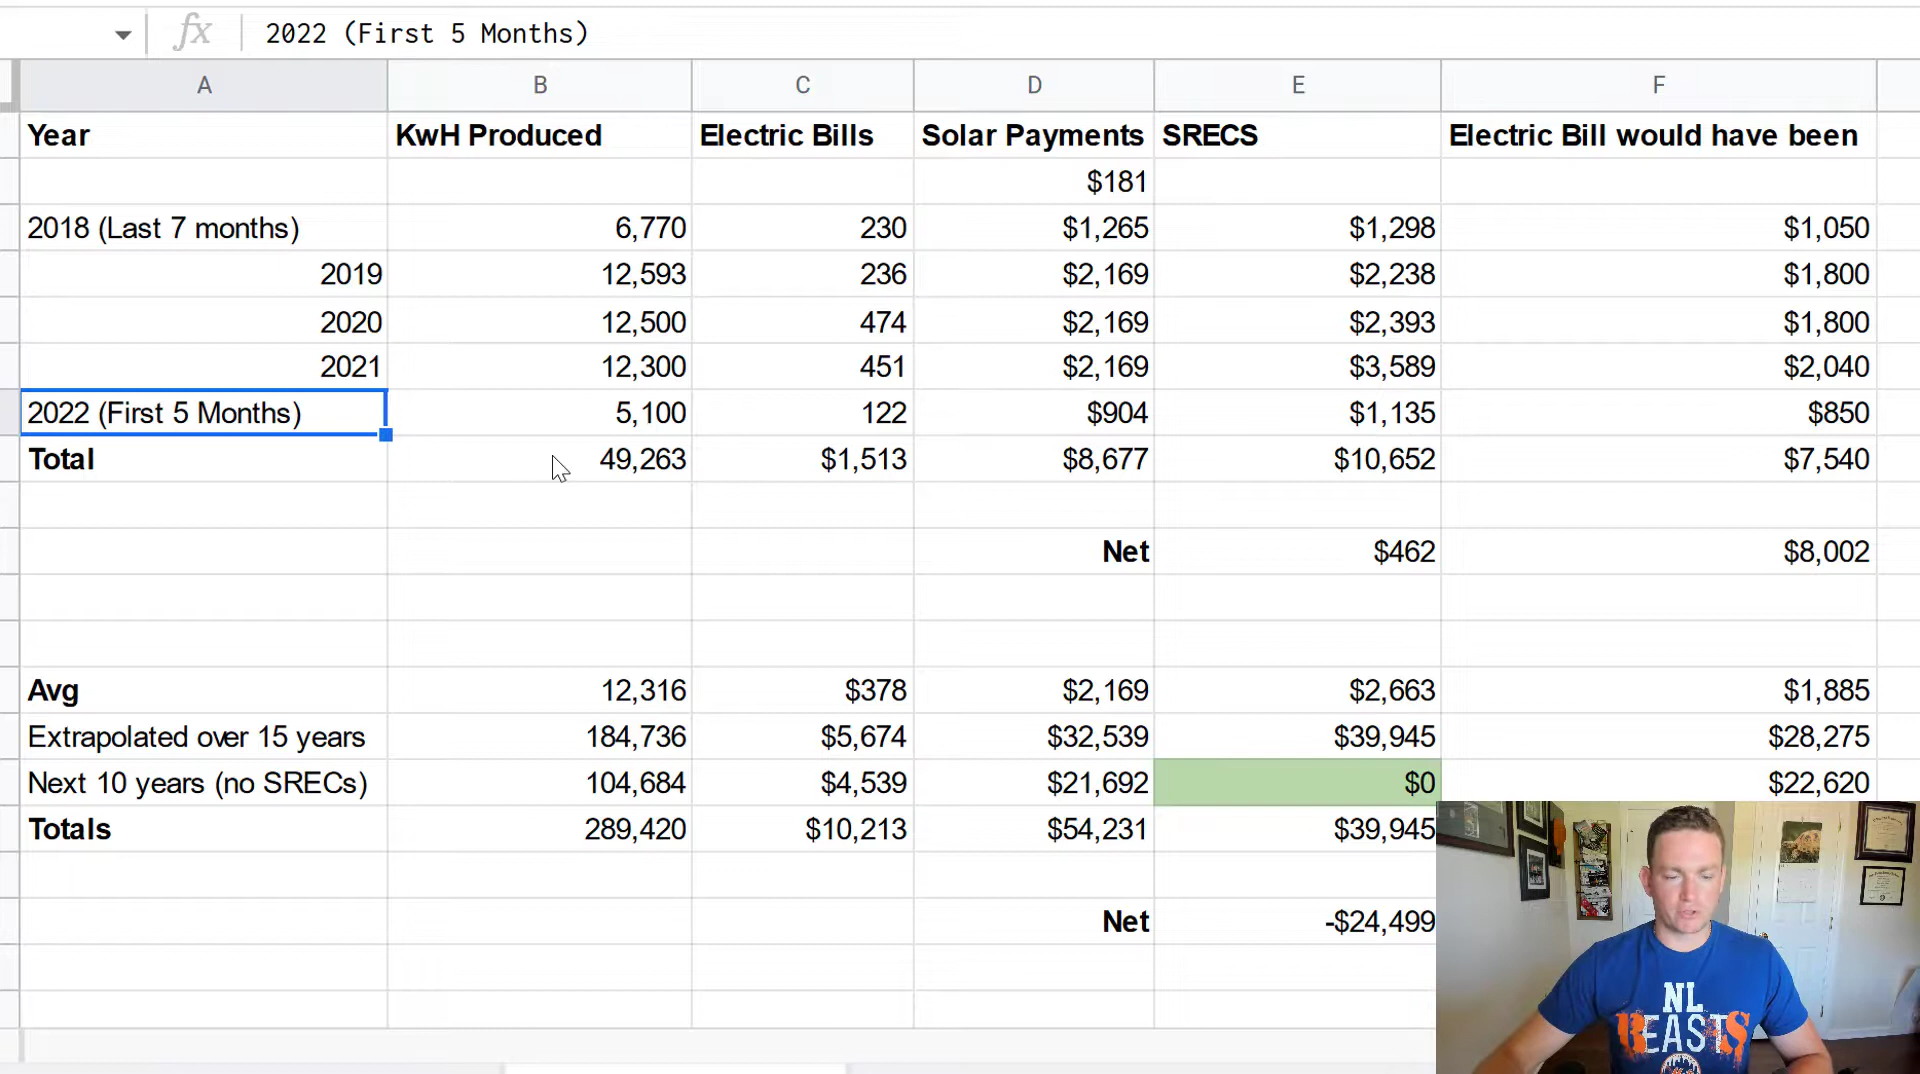 fx 2022 (First 5 Months)
A B C D E F
Year KwH Produced Electric Bills Solar Payments SRECS Electric Bill would have been
$181
2018 (Last 7 months) 6,770 230 $1,265 $1,298 $1,050
2019 12,593 236 $2,169 $2,238 $1,800
2020 12,500 474 $2,169 $2,393 $1,800
2021 12,300 451 $2,169 $3,589 $2,040
2022 (First 5 Months) 5,100 122 $904 $1,135 $850
Total 49,263 $1,513 $8,677 $10,652 $7,540
Net $462 $8,002
Avg 12,316 $378 $2,169 $2,663 $1,885
Extrapolated over 15 years 184,736 $5,674 $32,539 $39,945 $28,275
Next 10 years (no SRECs) 104,684 $4,539 $21,692 $0 $22,620
Totals 289,420 $10,213 $54,231 $39,945
Net -$24,499
NL
BEASTS